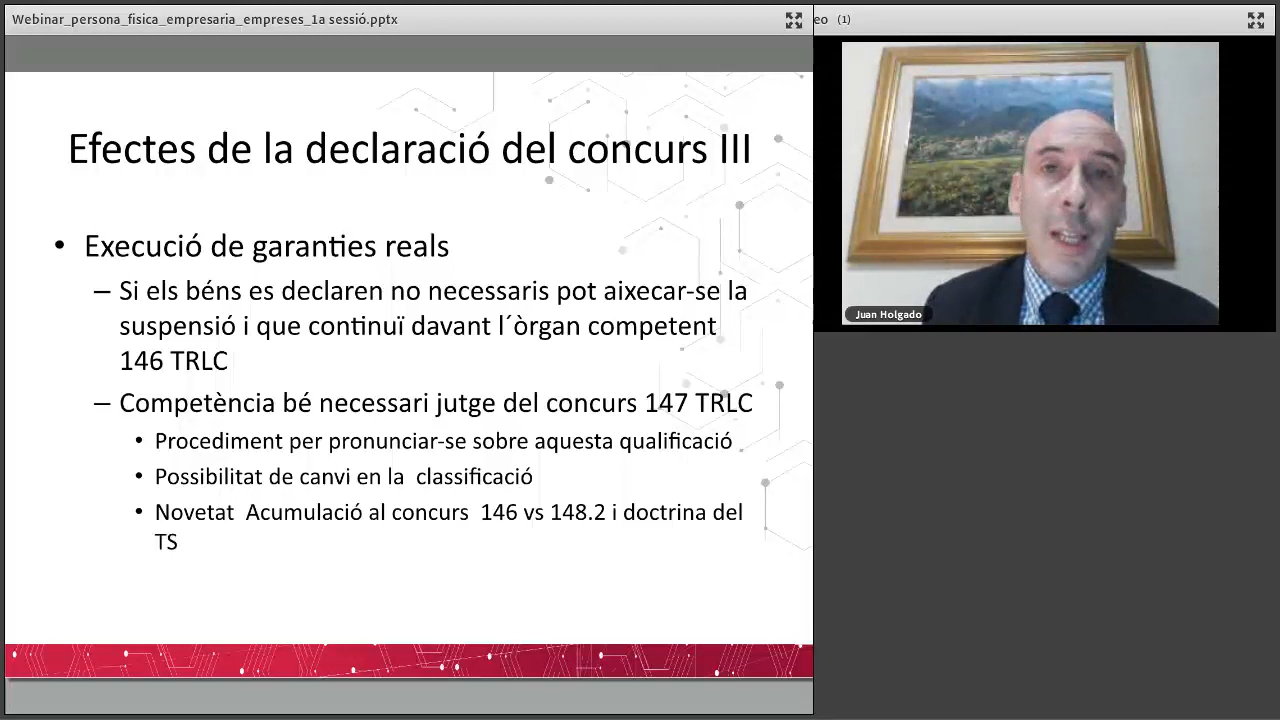 Webinar_persona_fisica_empresaria_empreses_1a sessió.pptx
eo (1)
Efectes de la declaració del concurs III
• Execució de garanties reals
– Si els béns es declaren no necessaris pot aixecar-se la
suspensió i que continuï davant l´òrgan competent
146 TRLC
– Competència bé necessari jutge del concurs 147 TRLC
• Procediment per pronunciar-se sobre aquesta qualificació
• Possibilitat de canvi en la  classificació
• Novetat  Acumulació al concurs  146 vs 148.2 i doctrina del
TS
Juan Holgado